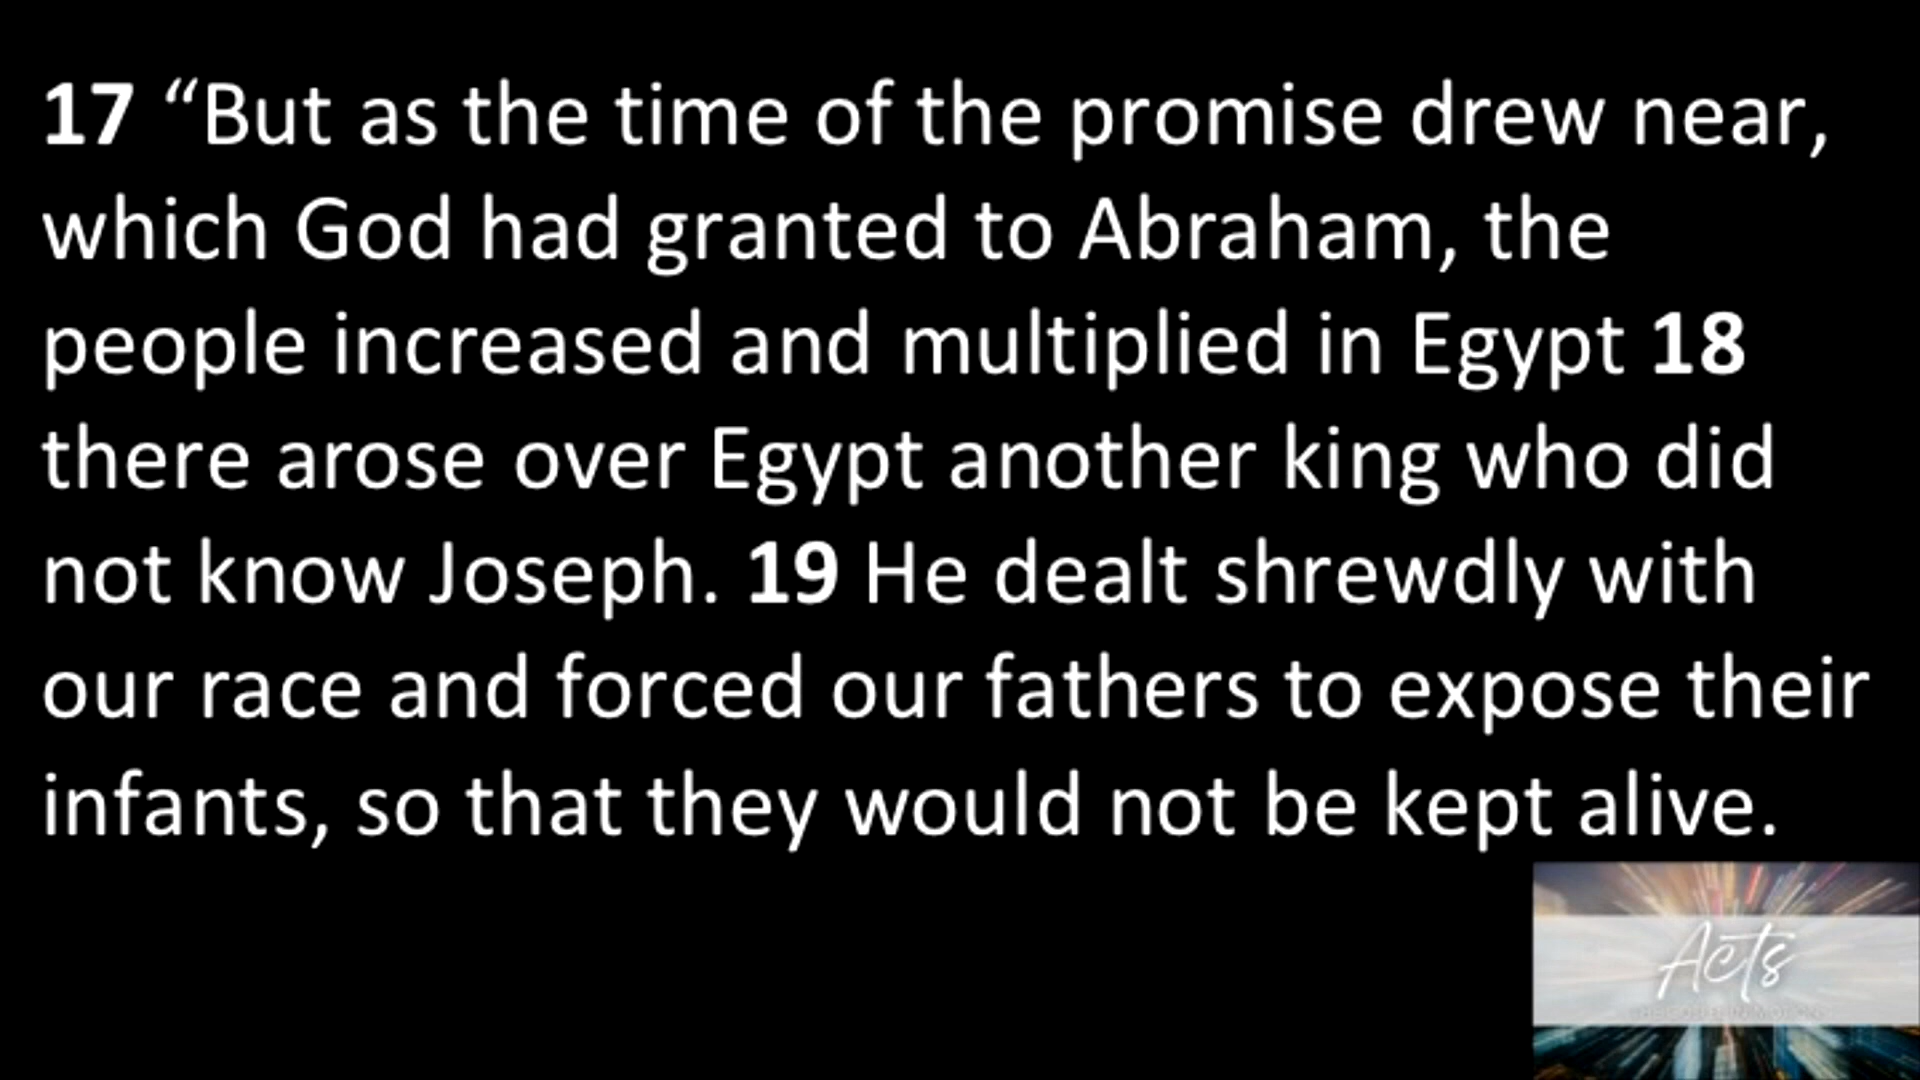 17 “But as the time of the promise drew near,
which God had granted to Abraham, the
people increased and multiplied in Egypt 18
there arose over Egypt another king who did
not know Joseph. 19 He dealt shrewdly with
our race and forced our fathers to expose their
infants, so that they would not be kept alive.
Acts